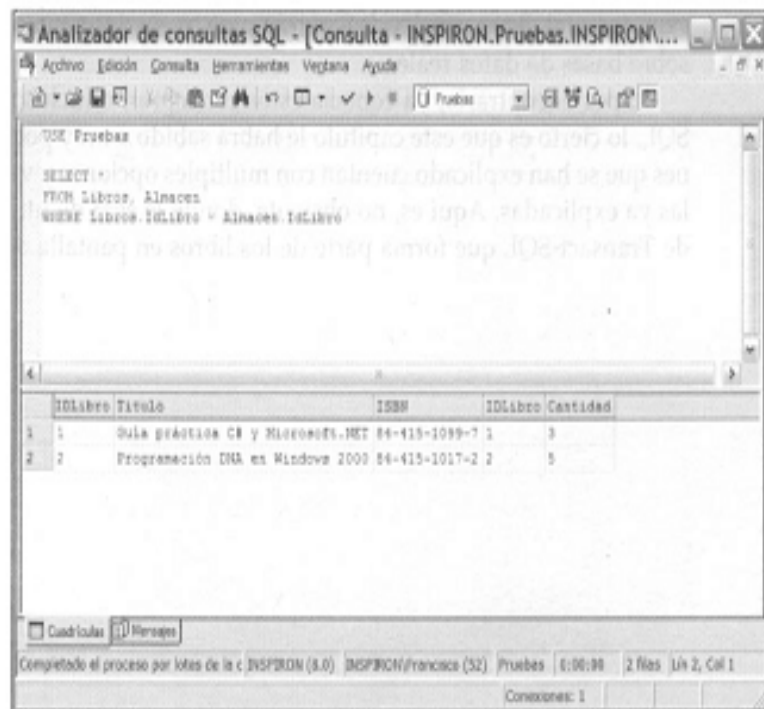 Analizador de consultas SQL - [Consulta - INSPIRON.Pruebas.INSPIRON\...
Archivo Edición Consulta Herramientas Ventana Ayuda
Pruebas
USE Pruebas
SELECT *
FROM Libros, Almacen
WHERE Libros.IdLibro = Almacen.IdLibro
IDLibro Titulo ISBN IDLibro Cantidad
1 1 Guía práctica C# y Microsoft.NET 84-415-1099-7 1 3
2 2 Programación DNA en Windows 2000 84-415-1017-2 2 5
Cuadrículas Mensajes
Completado el proceso por lotes de la c INSPIRON (8.0) INSPIRON\Francisco (52) Pruebas 0:00:00 2 filas Lín 2, Col 1
Conexiones: 1